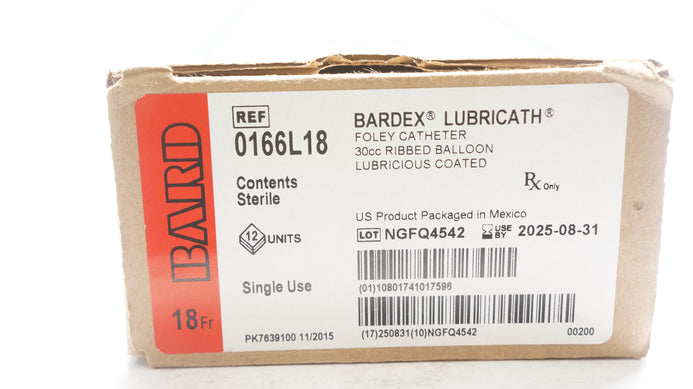 BARD
18 Fr
REF
0166L18
Contents
Sterile
12 UNITS
Single Use
PK7639100 11/2015
BARDEX® LUBRICATH®
FOLEY CATHETER
30cc RIBBED BALLOON
LUBRICIOUS COATED
Rx Only
US Product Packaged in Mexico
LOT NGFQ4542 USE BY 2025-08-31
(01)10801741017596
(17)250831(10)NGFQ4542
00200